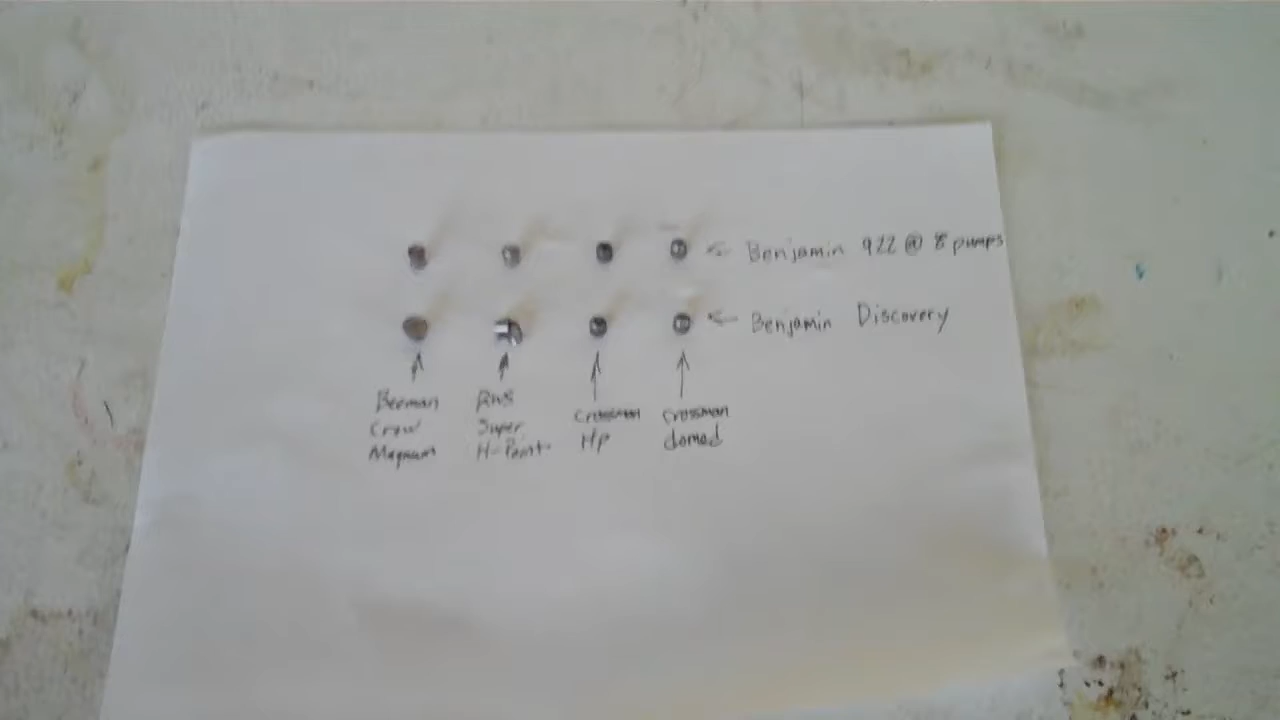 Benjamin 922 @ 8 pumps
Benjamin Discovery
Beeman
Crow
Magnum
RWS
Super
H-Point
Crossman
Hp
Crossman
domed